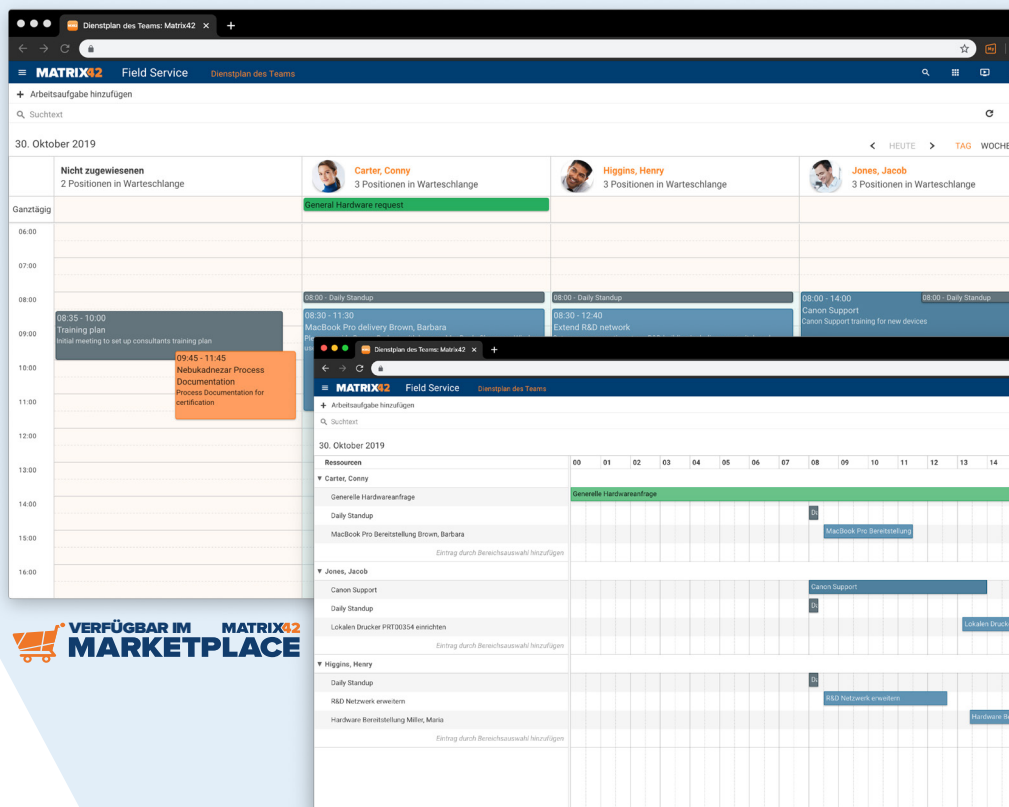 Dienstplan des Teams: Matrix42
MATRIX42 Field Service Dienstplan des Teams
Arbeitsaufgabe hinzufügen
Suchtext
30. Oktober 2019
HEUTE TAG WOCHE
Nicht zugewiesenen
2 Positionen in Warteschlange
Carter, Conny
3 Positionen in Warteschlange
Higgins, Henry
3 Positionen in Warteschlange
Jones, Jacob
3 Positionen in Warteschlange
Ganztägig
General Hardware request
06:00
07:00
08:00
09:00
10:00
11:00
12:00
13:00
14:00
15:00
16:00
08:35 - 10:00
Training plan
Initial meeting to set up consultants training plan
09:45 - 11:45
Nebukadnezar Process
Documentation
Process Documentation for
certification
08:00 - Daily Standup
08:30 - 11:30
MacBook Pro delivery Brown, Barbara
08:00 - Daily Standup
08:30 - 12:40
Extend R&D network
08:00 - 14:00
Canon Support
Canon Support training for new devices
08:00 - Daily Standup
Dienstplan des Teams: Matrix42
MATRIX42 Field Service Dienstplan des Teams
Arbeitsaufgabe hinzufügen
Suchtext
30. Oktober 2019
Ressourcen 00 01 02 03 04 05 06 07 08 09 10 11 12 13 14
Carter, Conny
Generelle Hardwareanfrage Generelle Hardwareanfrage
Daily Standup
MacBook Pro Bereitstellung Brown, Barbara MacBook Pro Bereitstellung
Eintrag durch Bereichsauswahl hinzufügen
Jones, Jacob
Canon Support Canon Support
Daily Standup
Lokalen Drucker PRT00354 einrichten Lokalen Drucke
Eintrag durch Bereichsauswahl hinzufügen
Higgins, Henry
Daily Standup
R&D Netzwerk erweitern R&D Netzwerk erweitern
Hardware Bereitstellung Miller, Maria Hardware Be
Eintrag durch Bereichsauswahl hinzufügen
VERFÜGBAR IM MATRIX42
MARKETPLACE